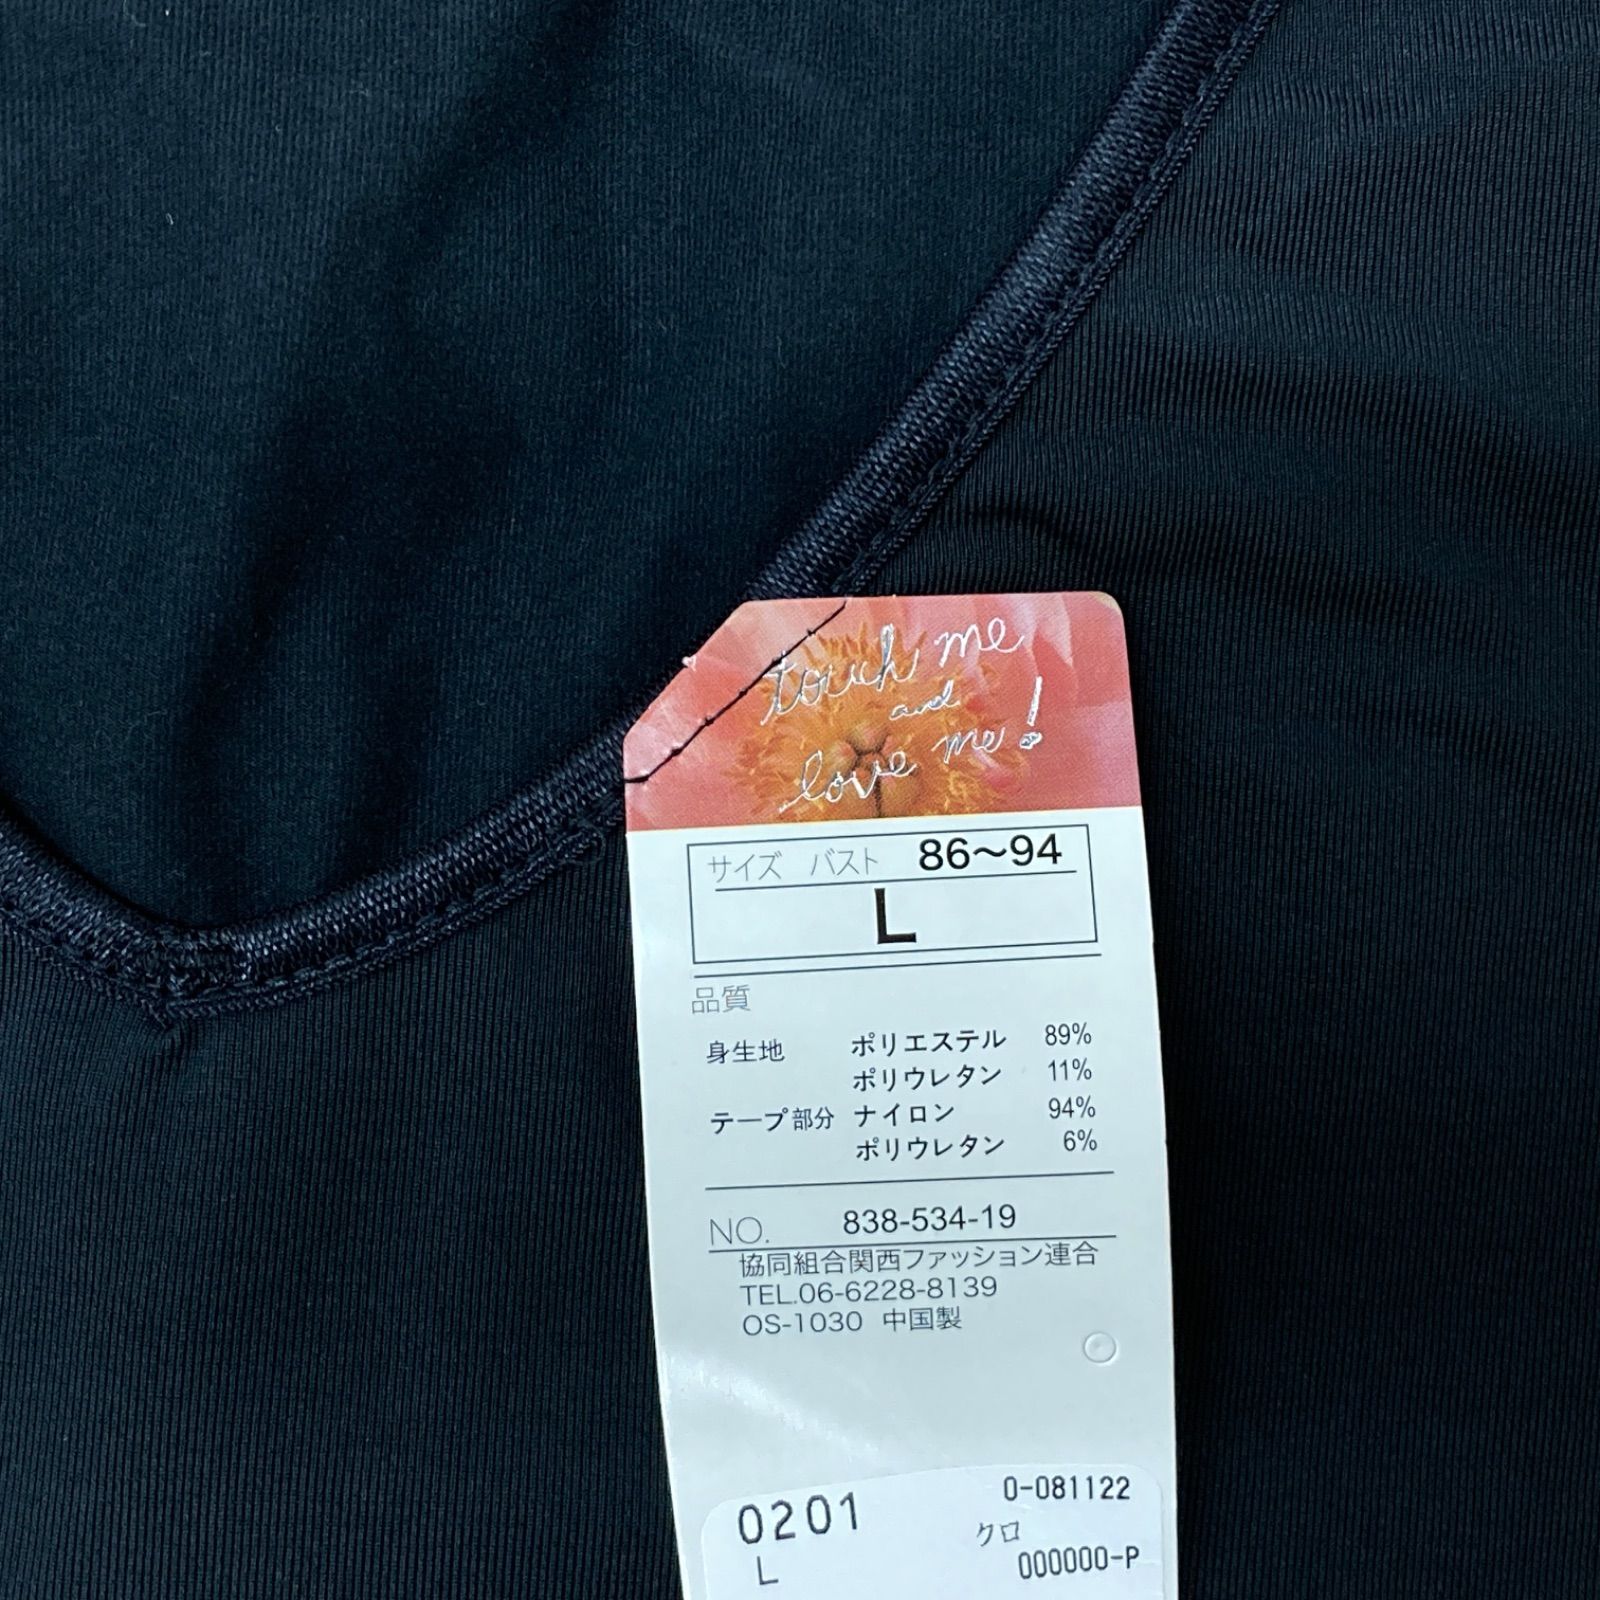 touch me
and
love me!
サイズ バスト 86～94
L
品質
身生地 ポリエステル 89%
ポリウレタン 11%
テープ部分 ナイロン 94%
ポリウレタン 6%
NO. 838-534-19
協同組合関西ファッション連合
TEL.06-6228-8139
OS-1030 中国製
0201 0-081122
クロ
L 000000-P